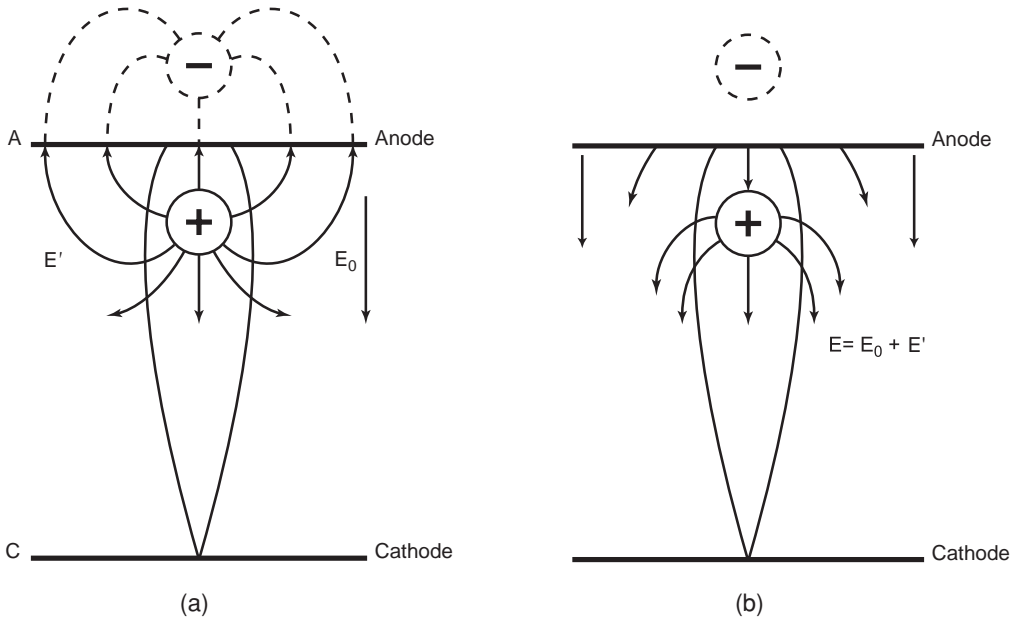 A
Anode
−
+
E'
E₀
C
Cathode
(a)
−
Anode
+
E= E₀ + E'
Cathode
(b)